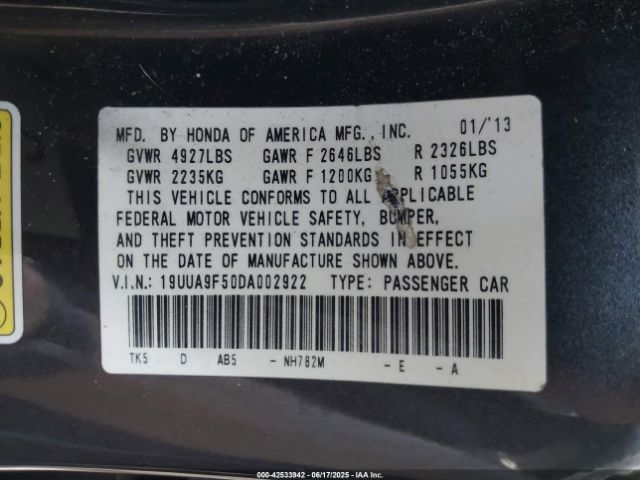 MFD. BY HONDA OF AMERICA MFG., INC. 01/'13
GVWR 4927LBS GAWR F 2646LBS R 2326LBS
GVWR 2235KG GAWR F 1200KG R 1055KG
THIS VEHICLE CONFORMS TO ALL APPLICABLE
FEDERAL MOTOR VEHICLE SAFETY, BUMPER,
AND THEFT PREVENTION STANDARDS IN EFFECT
ON THE DATE OF MANUFACTURE SHOWN ABOVE.
V.I.N.: 19UUA9F50DA002922 TYPE: PASSENGER CAR
TK5 D AB5 - NH782M - E - A
000-42533942 - 06/17/2025 - IAA Inc.